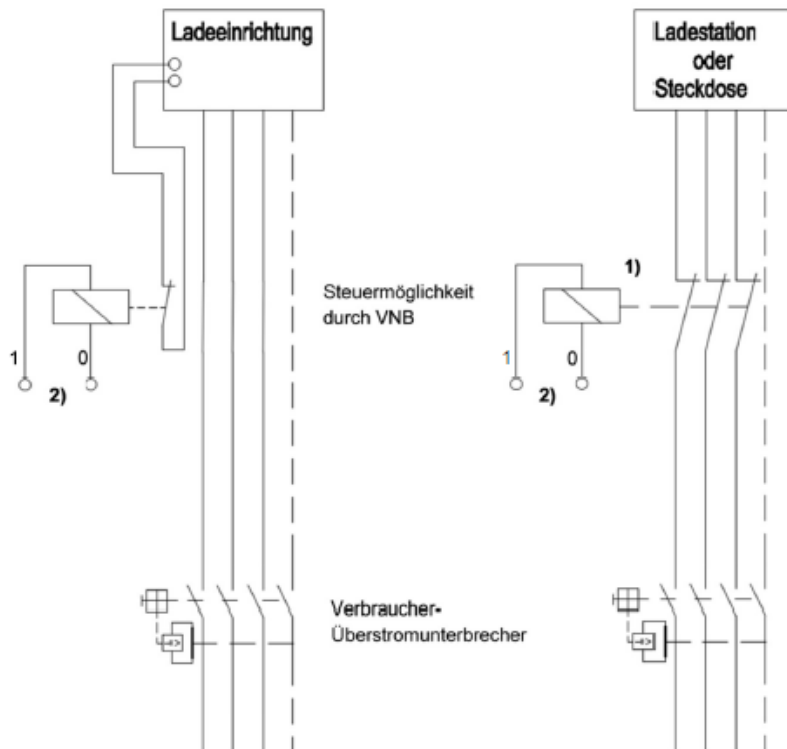 Ladeeinrichtung
Ladestation
oder
Steckdose
Steuermöglichkeit
durch VNB
1)
1
0
2)
1
0
2)
Verbraucher-
Überstromunterbrecher